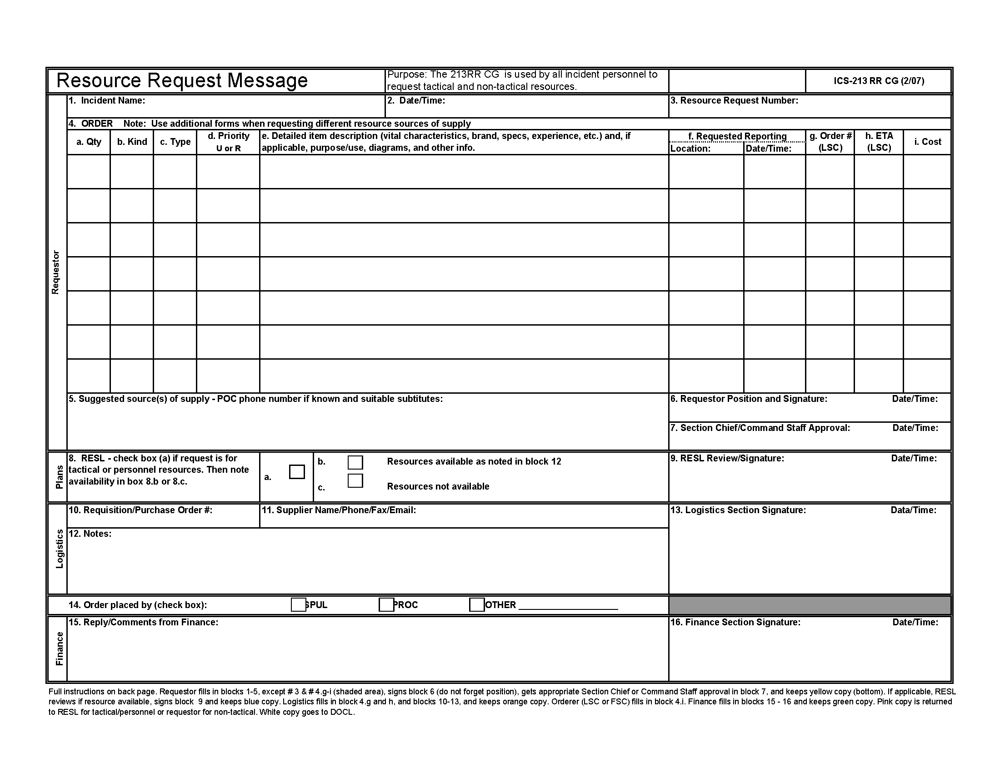 Resource Request Message
Purpose: The 213RR CG  is used by all incident personnel to
request tactical and non-tactical resources.
ICS-213 RR CG (2/07)
Requestor
1.  Incident Name:
2.  Date/Time:
3. Resource Request Number:
4.  ORDER    Note:  Use additional forms when requesting different resource sources of supply
a. Qty
b. Kind
c. Type
d. Priority
U or R
e. Detailed item description (vital characteristics, brand, specs, experience, etc.) and, if
applicable, purpose/use, diagrams, and other info.
f. Requested Reporting
Location:
Date/Time:
g. Order #
(LSC)
h. ETA
(LSC)
i. Cost
5. Suggested source(s) of supply - POC phone number if known and suitable subtitutes:
6. Requestor Position and Signature: Date/Time:
7. Section Chief/Command Staff Approval: Date/Time:
Plans
8.  RESL - check box (a) if request is for
tactical or personnel resources. Then note
availability in box 8.b or 8.c.
a.
b. Resources available as noted in block 12
c. Resources not available
9. RESL Review/Signature: Date/Time:
Logistics
10. Requisition/Purchase Order #:
11. Supplier Name/Phone/Fax/Email:
12. Notes:
13. Logistics Section Signature: Data/Time:
14. Order placed by (check box): SPUL PROC OTHER ____________________
Finance
15. Reply/Comments from Finance:
16. Finance Section Signature: Date/Time:
Full instructions on back page. Requestor fills in blocks 1-5, except # 3 & # 4.g-i (shaded area), signs block 6 (do not forget position), gets appropriate Section Chief or Command Staff approval in block 7, and keeps yellow copy (bottom). If applicable, RESL
reviews if resource available, signs block  9 and keeps blue copy. Logistics fills in block 4.g and h, and blocks 10-13, and keeps orange copy. Orderer (LSC or FSC) fills in block 4.i. Finance fills in blocks 15 - 16 and keeps green copy. Pink copy is returned
to RESL for tactical/personnel or requestor for non-tactical. White copy goes to DOCL.